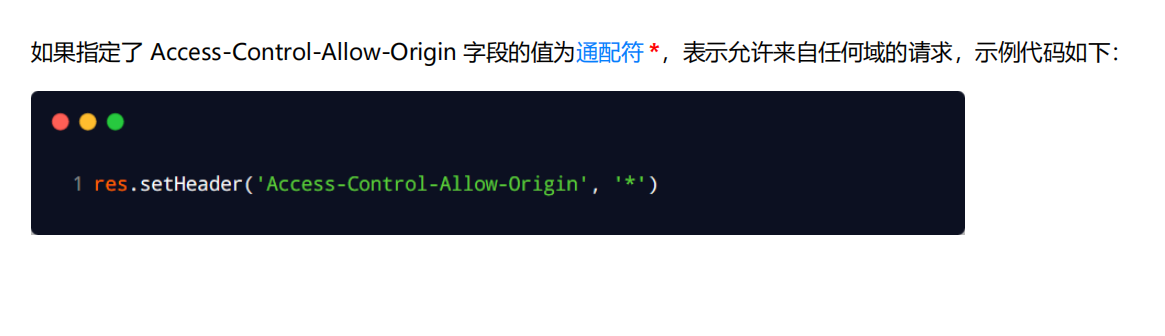 如果指定了 Access-Control-Allow-Origin 字段的值为通配符 *，表示允许来自任何域的请求，示例代码如下：
1 res.setHeader('Access-Control-Allow-Origin', '*')